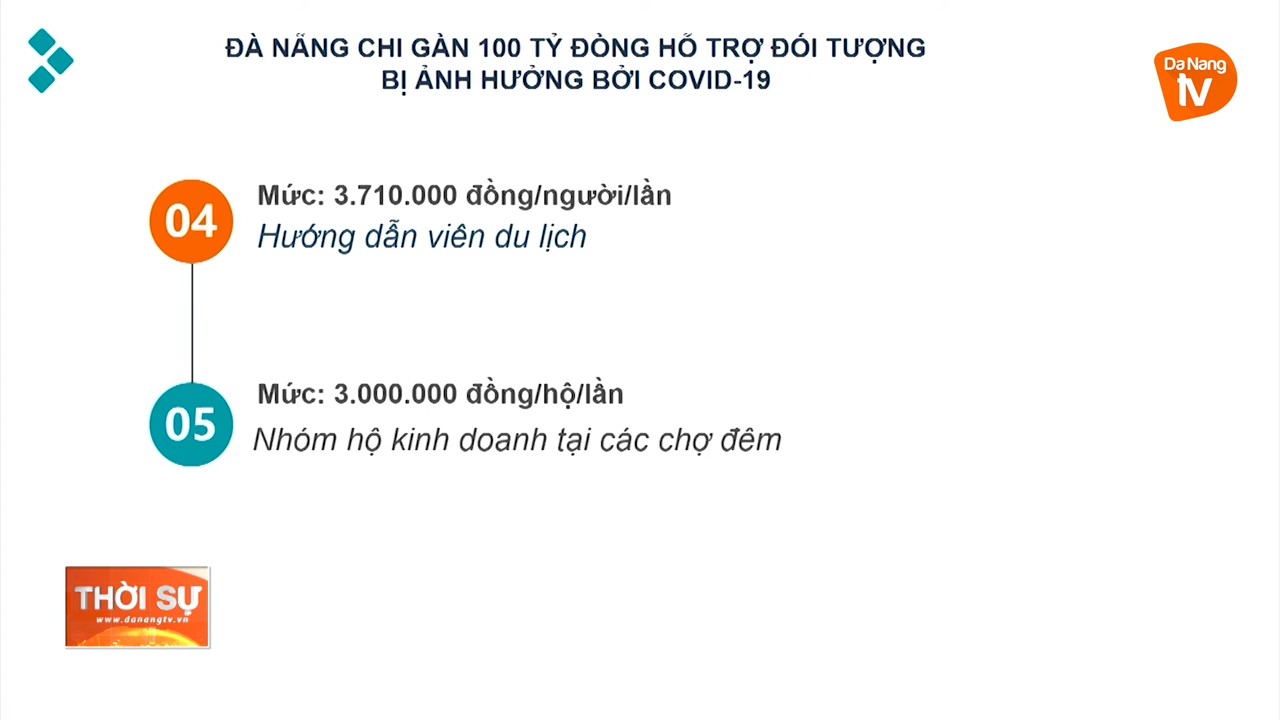 ĐÀ NẴNG CHI GẦN 100 TỶ ĐỒNG HỖ TRỢ ĐỐI TƯỢNG
BỊ ẢNH HƯỞNG BỞI COVID-19
Da Nang
tv
04
Mức: 3.710.000 đồng/người/lần
Hướng dẫn viên du lịch
05
Mức: 3.000.000 đồng/hộ/lần
Nhóm hộ kinh doanh tại các chợ đêm
THỜI SỰ
www.danangtv.vn